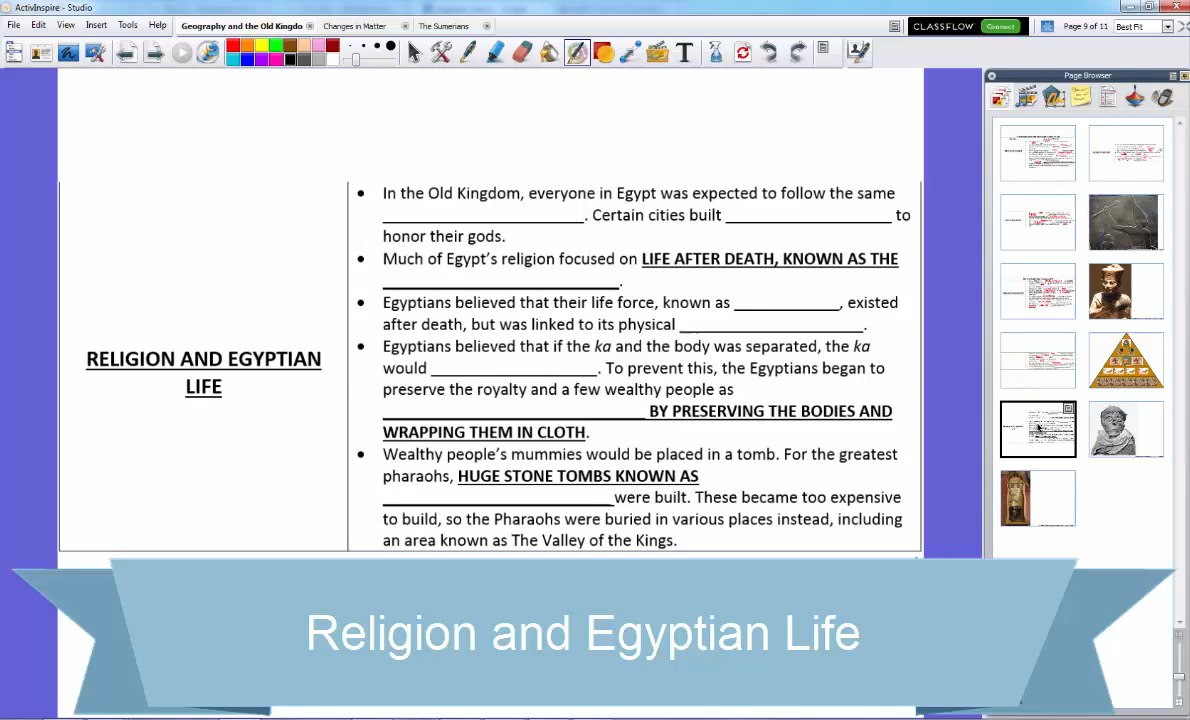 ActivInspire - Studio
File Edit View Insert Tools Help Geography and the Old Kingdo Changes in Matter The Sumerians CLASSFLOW Connect Page 9 of 11 Best Fit
Page Browser
In the Old Kingdom, everyone in Egypt was expected to follow the same
______________________. Certain cities built __________________ to
honor their gods.
Much of Egypt's religion focused on LIFE AFTER DEATH, KNOWN AS THE
__________________________.
Egyptians believed that their life force, known as ____________, existed
after death, but was linked to its physical ____________________.
Egyptians believed that if the ka and the body was separated, the ka
would __________________. To prevent this, the Egyptians began to
preserve the royalty and a few wealthy people as
____________________________ BY PRESERVING THE BODIES AND
WRAPPING THEM IN CLOTH.
Wealthy people's mummies would be placed in a tomb. For the greatest
pharaohs, HUGE STONE TOMBS KNOWN AS
_________________________ were built. These became too expensive
to build, so the Pharaohs were buried in various places instead, including
an area known as The Valley of the Kings.
RELIGION AND EGYPTIAN
LIFE
Religion and Egyptian Life